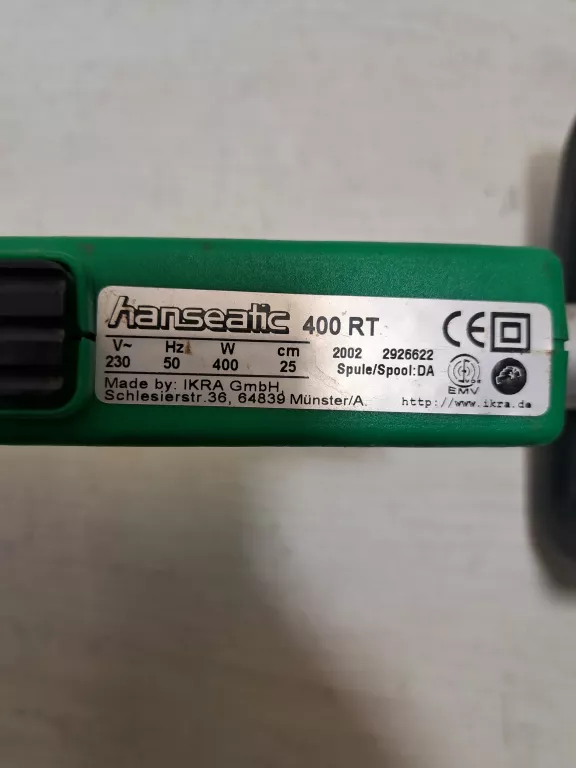 hanseatic 400 RT CE
V~ Hz W cm
230 50 400 25
2002 2926622
Spule/Spool:DA
EMV
Made by: IKRA GmbH,
Schlesierstr.36, 64839 Münster/A.
http://www.ikra.de